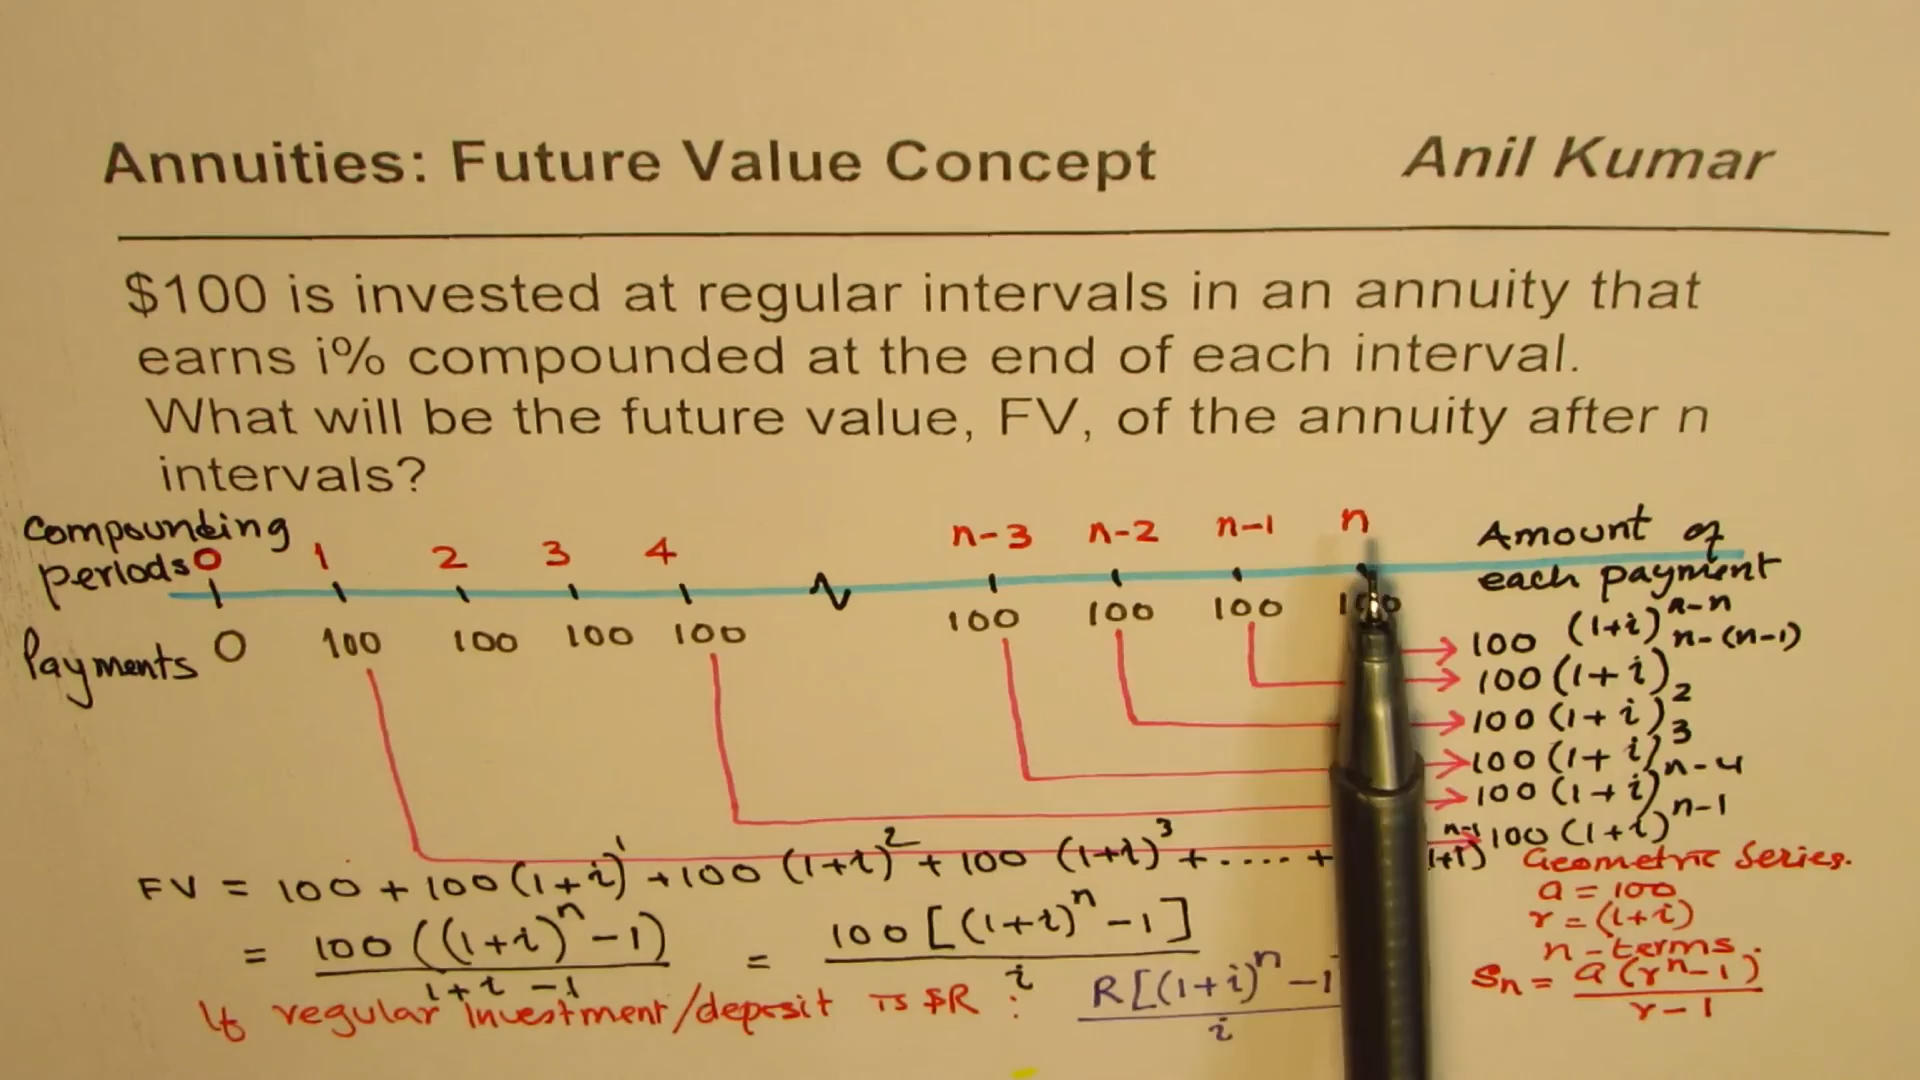 Annuities: Future Value Concept Anil Kumar
$100 is invested at regular intervals in an annuity that
earns i% compounded at the end of each interval.
What will be the future value, FV, of the annuity after n
intervals?
Compounding periods 0 1 2 3 4 n-3 n-2 n-1 n Amount of each payment
Payments 0 100 100 100 100 100 100 100 100
100 (1+i)^n-n
100 (1+i)^n-(n-1)
100 (1+i)^2
100 (1+i)^3
100 (1+i)^n-4
100 (1+i)^n-1
FV = 100 + 100 (1+i)^1 + 100 (1+i)^2 + 100 (1+i)^3 + .... + (1+i)^n-1
= 100 ((1+i)^n - 1) / 1+i-1 = 100 [(1+i)^n - 1] / i
If regular investment/deposit is $R : R[(1+i)^n - 1 / i
Geometric Series.
a = 100
r = (1+i)
n - terms.
Sn = a (r^n - 1) / r - 1